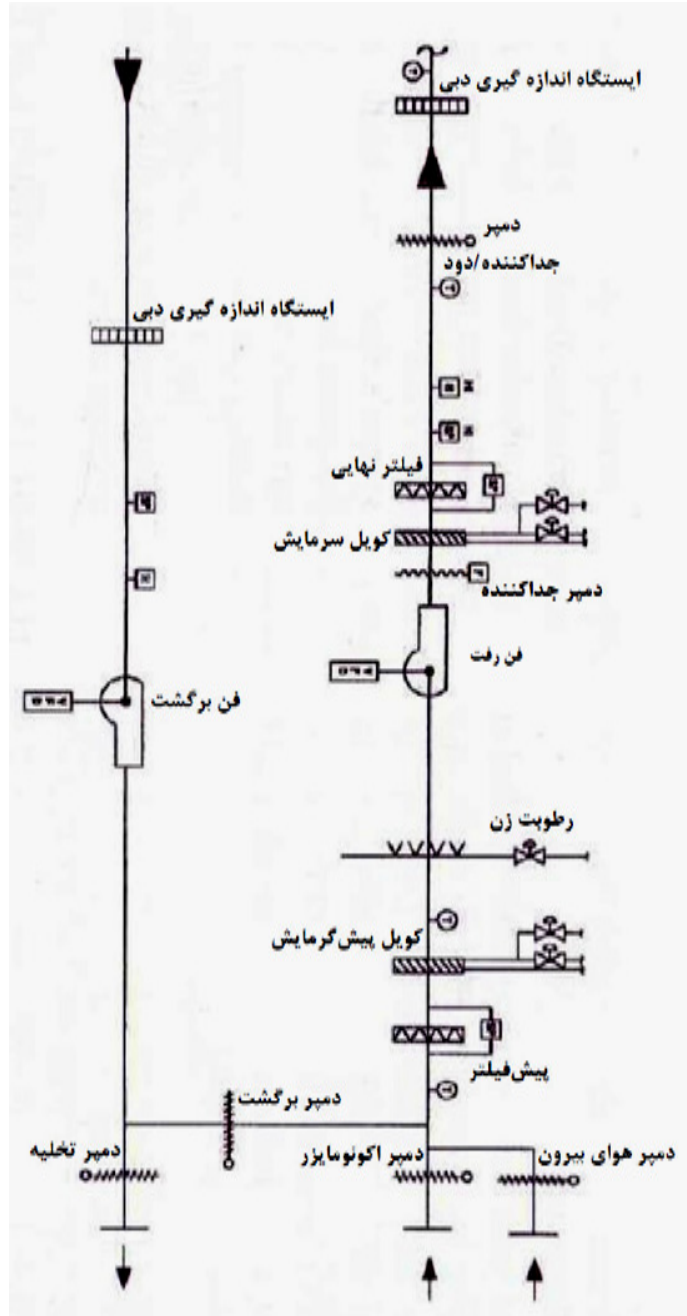 ایستگاه اندازه گیری دبی
دمپر
جداکننده/دود
ایستگاه اندازه گیری دبی
فیلتر نهایی
کویل سرمایش
دمپر جداکننده
فن رفت
فن برگشت
رطوبت زن
کویل پیش‌گرمایش
پیش‌فیلتر
دمپر برگشت
دمپر هوای بیرون
دمپر اکونومایزر
دمپر تخلیه